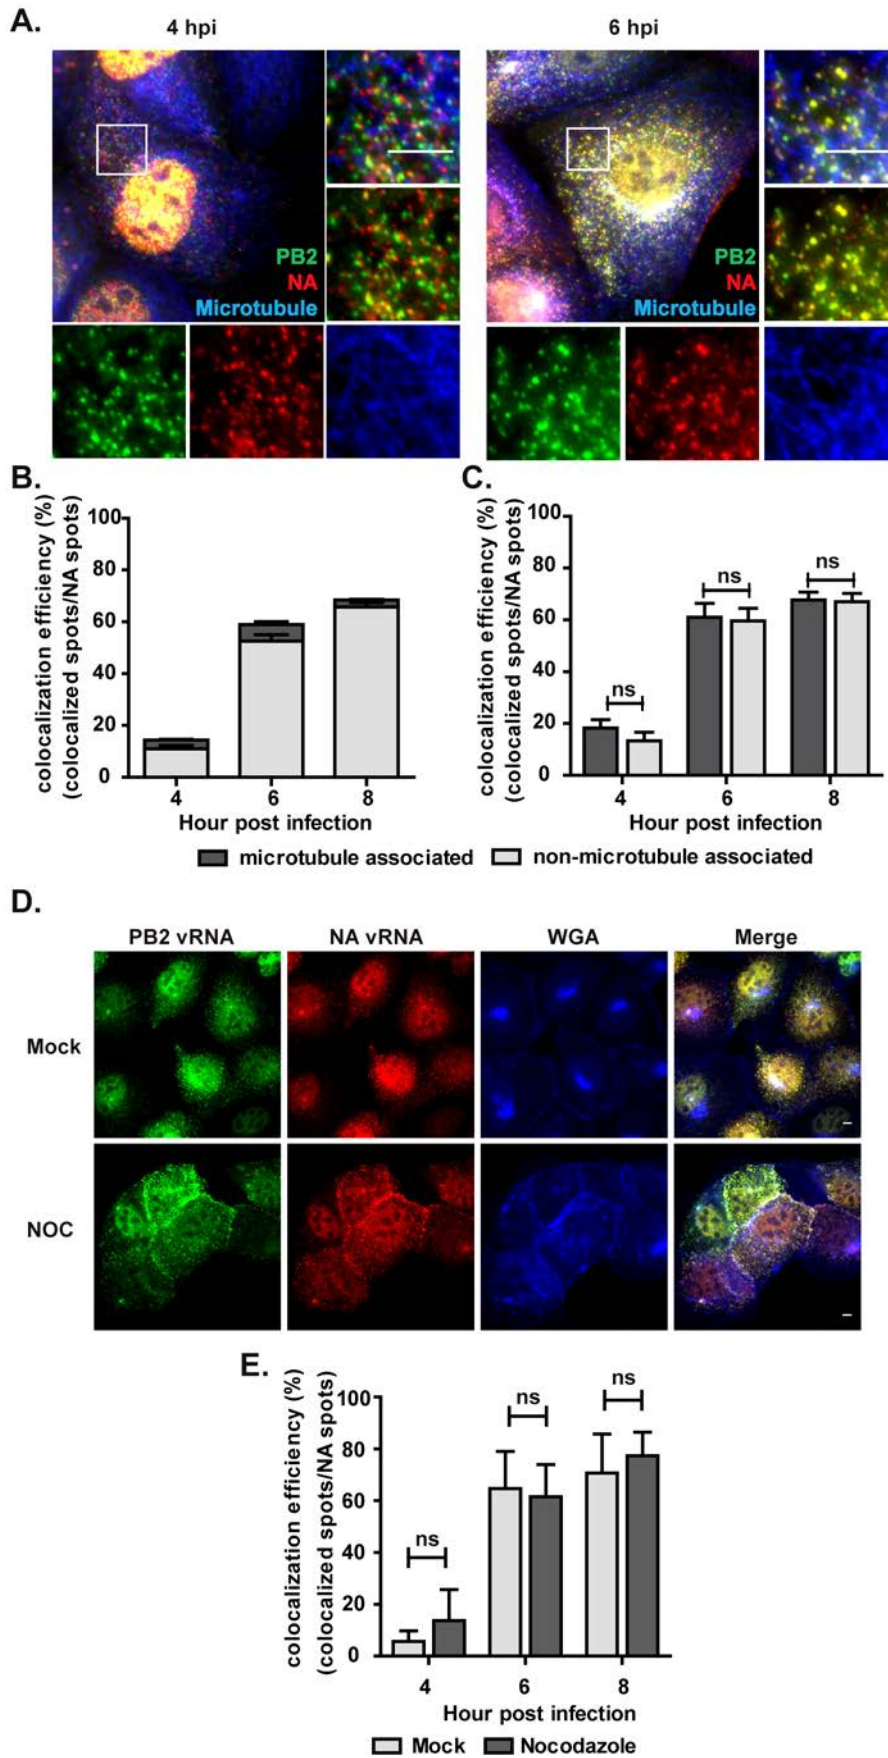 A.
4 hpi
6 hpi
PB2
NA
Microtubule
PB2
NA
Microtubule
B.
colocalization efficiency (%)
(colocalized spots/NA spots)
100
80
60
40
20
0
4
6
8
Hour post infection
C.
colocalization efficiency (%)
(colocalized spots/NA spots)
100
80
60
40
20
0
ns
ns
ns
4
6
8
Hour post infection
microtubule associated
non-microtubule associated
D.
PB2 vRNA
NA vRNA
WGA
Merge
Mock
NOC
E.
colocalization efficiency (%)
(colocalized spots/NA spots)
100
80
60
40
20
0
ns
ns
ns
4
6
8
Hour post infection
Mock
Nocodazole